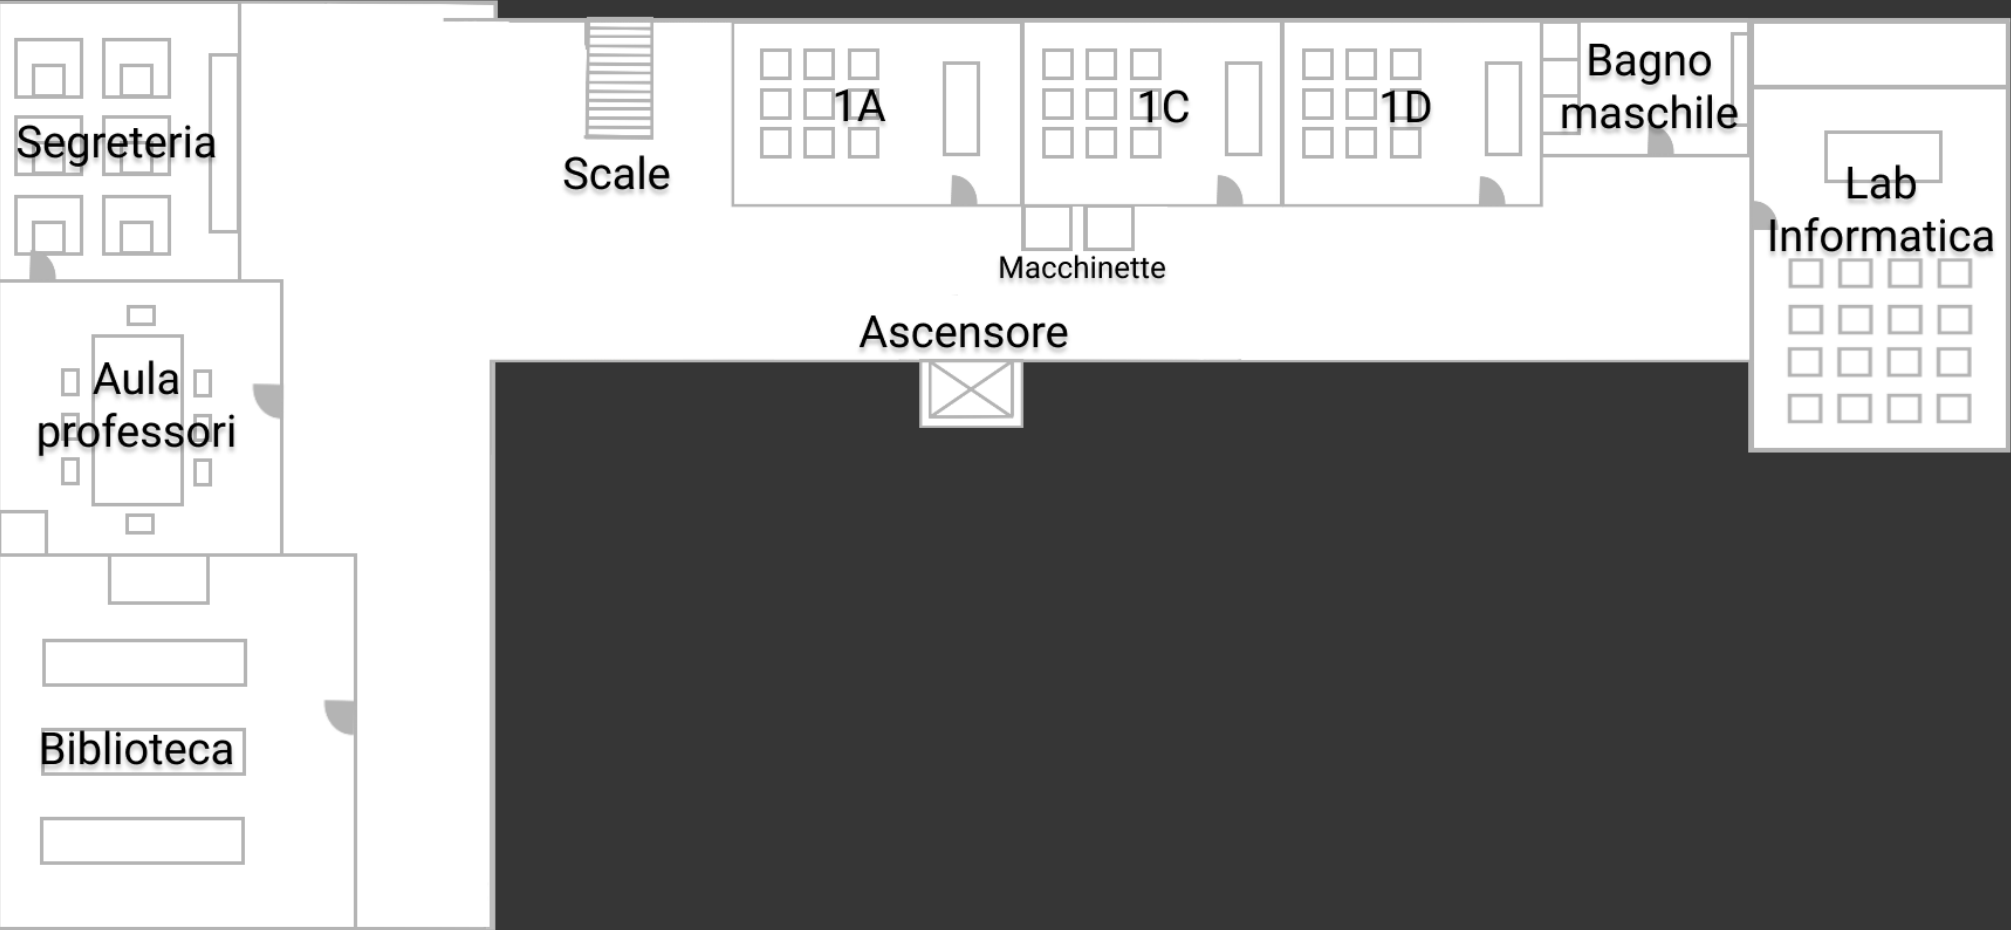 Segreteria
Scale
1A
1C
1D
Bagno
maschile
Lab
Informatica
Macchinette
Ascensore
Aula
professori
Biblioteca